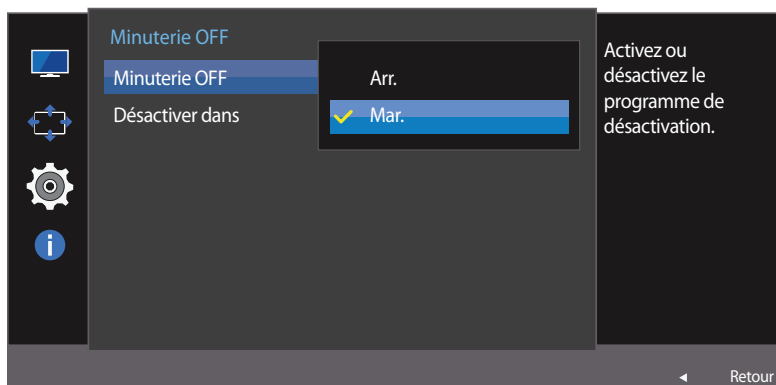 Minuterie OFF
Minuterie OFF
Désactiver dans
Arr.
Mar.
Activez ou
désactivez le
programme de
désactivation.
Retour